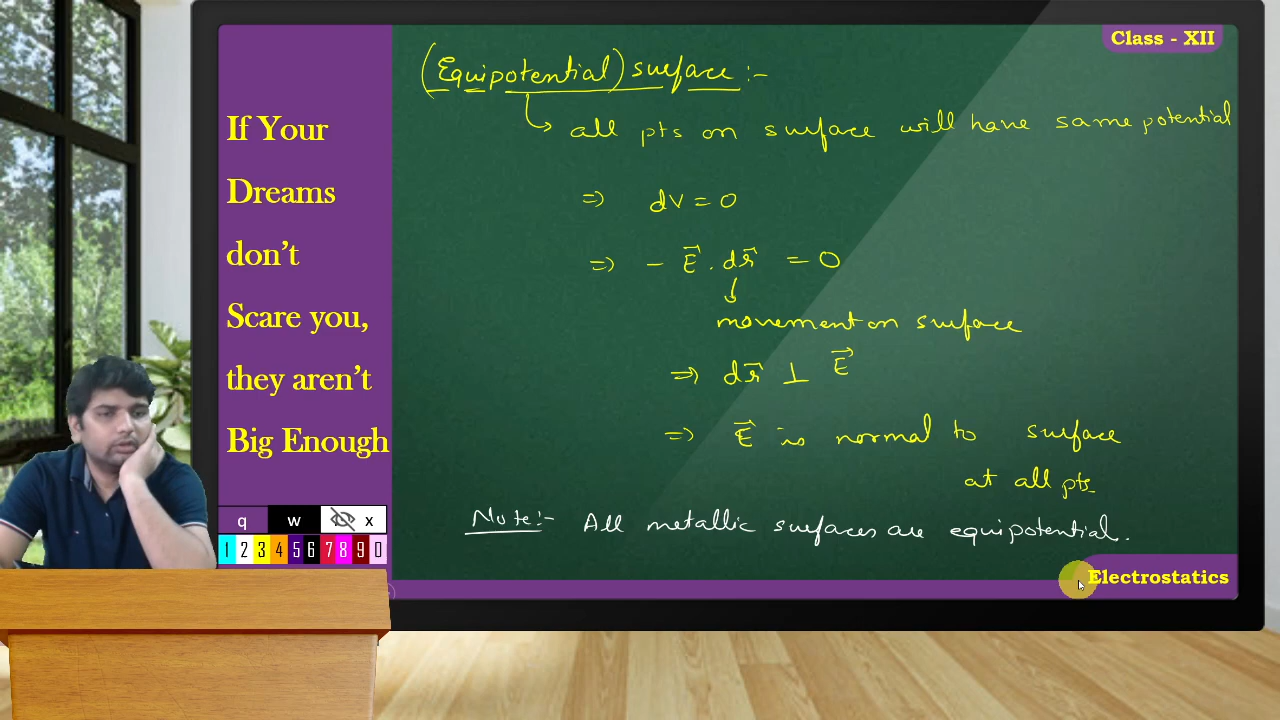 Class - XII
(Equipotential) surface :-
all pts on surface will have same potential
⇒ dv = 0
⇒ - E⃗ . dr⃗ = 0
movement on surface
⇒ dr⃗ ⊥ E⃗
⇒ E⃗ is normal to surface
at all pts
Note:- All metallic surfaces are equipotential.
Electrostatics
If Your
Dreams
don't
Scare you,
they aren't
Big Enough
q w x
1 2 3 4 5 6 7 8 9 0